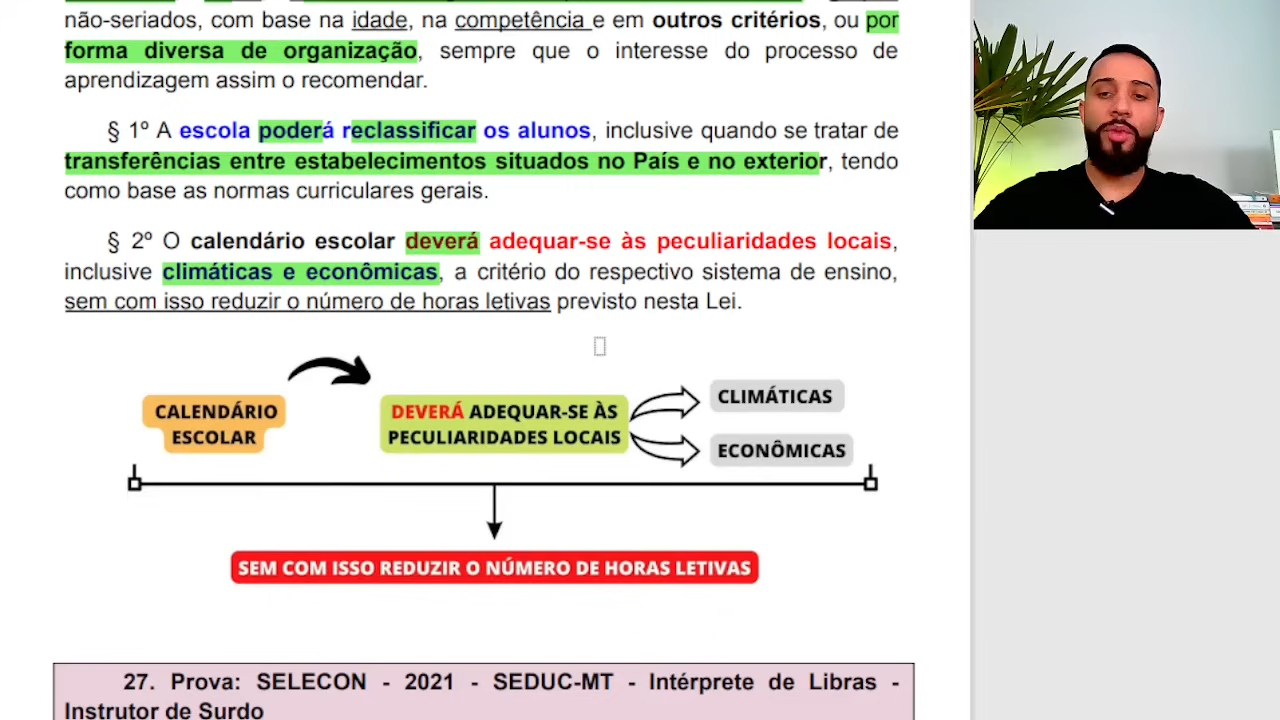 não-seriados, com base na idade, na competência e em outros critérios, ou por
forma diversa de organização, sempre que o interesse do processo de
aprendizagem assim o recomendar.
§ 1º A escola poderá reclassificar os alunos, inclusive quando se tratar de
transferências entre estabelecimentos situados no País e no exterior, tendo
como base as normas curriculares gerais.
§ 2º O calendário escolar deverá adequar-se às peculiaridades locais,
inclusive climáticas e econômicas, a critério do respectivo sistema de ensino,
sem com isso reduzir o número de horas letivas previsto nesta Lei.
CALENDÁRIO
ESCOLAR
DEVERÁ ADEQUAR-SE ÀS
PECULIARIDADES LOCAIS
CLIMÁTICAS
ECONÔMICAS
SEM COM ISSO REDUZIR O NÚMERO DE HORAS LETIVAS
27. Prova: SELECON - 2021 - SEDUC-MT - Intérprete de Libras -
Instrutor de Surdo